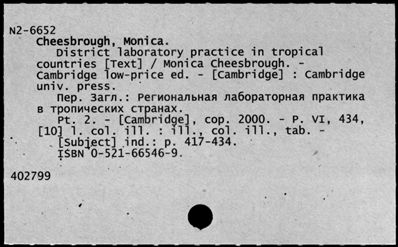 N2-6652
Cheesbrough, Monica.
District laboratory practice in tropical
countries [Text] / Monica Cheesbrough. -
Cambridge low-price ed. - [Cambridge] : Cambridge
univ. press.
Пер. Загл.: Региональная лабораторная практика
в тропических странах.
Pt. 2. - [Cambridge], cop. 2000. - P. VI, 434,
[10] l. col. ill. : ill., col. ill., tab. -
[Subject] ind.: p. 417-434.
ISBN 0-521-66546-9.
402799